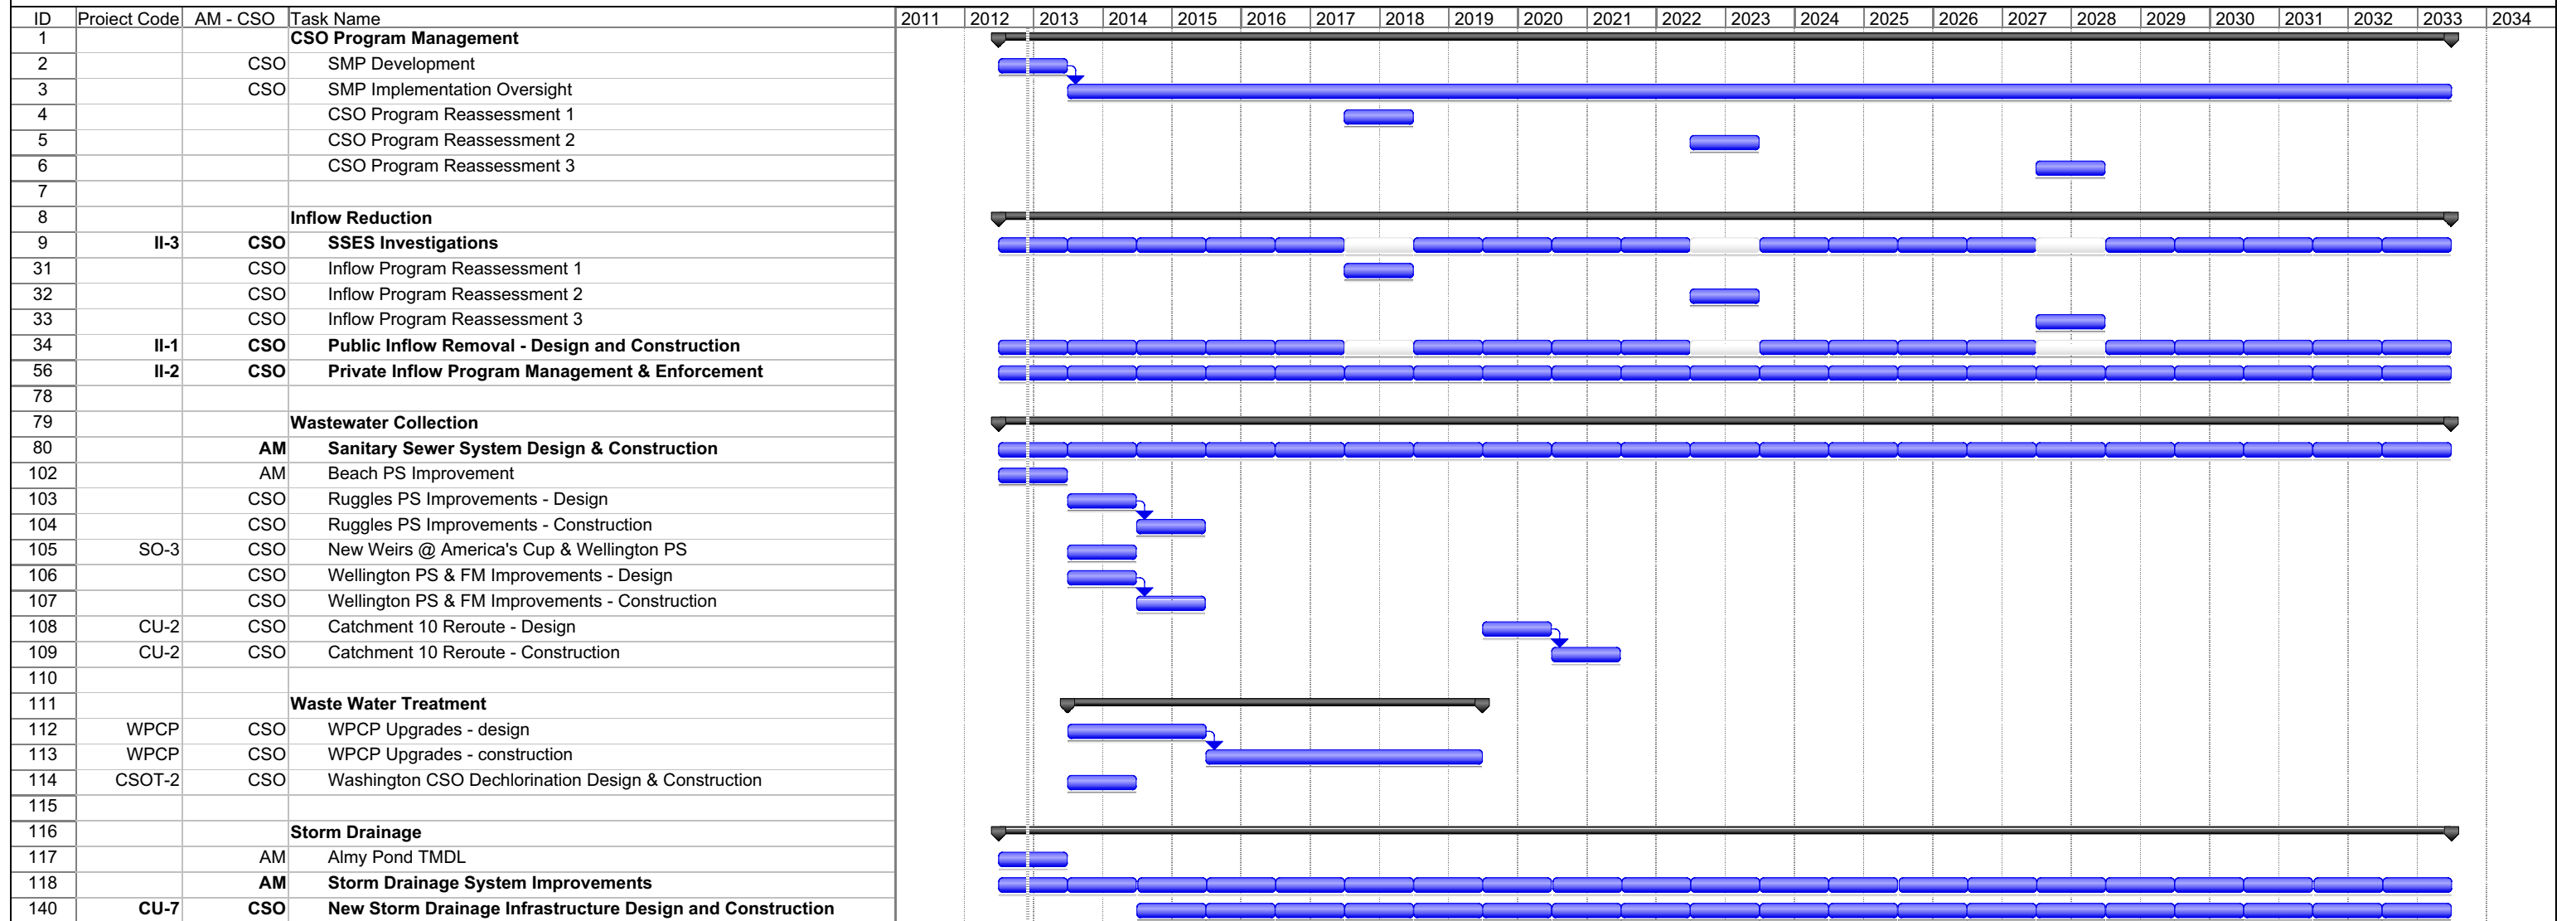 ID Project Code AM - CSO Task Name 2011 2012 2013 2014 2015 2016 2017 2018 2019 2020 2021 2022 2023 2024 2025 2026 2027 2028 2029 2030 2031 2032 2033 2034
1 CSO Program Management
2 CSO SMP Development
3 CSO SMP Implementation Oversight
4 CSO Program Reassessment 1
5 CSO Program Reassessment 2
6 CSO Program Reassessment 3
7
8 Inflow Reduction
9 II-3 CSO SSES Investigations
31 CSO Inflow Program Reassessment 1
32 CSO Inflow Program Reassessment 2
33 CSO Inflow Program Reassessment 3
34 II-1 CSO Public Inflow Removal - Design and Construction
56 II-2 CSO Private Inflow Program Management & Enforcement
78
79 Wastewater Collection
80 AM Sanitary Sewer System Design & Construction
102 AM Beach PS Improvement
103 CSO Ruggles PS Improvements - Design
104 CSO Ruggles PS Improvements - Construction
105 SO-3 CSO New Weirs @ America's Cup & Wellington PS
106 CSO Wellington PS & FM Improvements - Design
107 CSO Wellington PS & FM Improvements - Construction
108 CU-2 CSO Catchment 10 Reroute - Design
109 CU-2 CSO Catchment 10 Reroute - Construction
110
111 Waste Water Treatment
112 WPCP CSO WPCP Upgrades - design
113 WPCP CSO WPCP Upgrades - construction
114 CSOT-2 CSO Washington CSO Dechlorination Design & Construction
115
116 Storm Drainage
117 AM Almy Pond TMDL
118 AM Storm Drainage System Improvements
140 CU-7 CSO New Storm Drainage Infrastructure Design and Construction